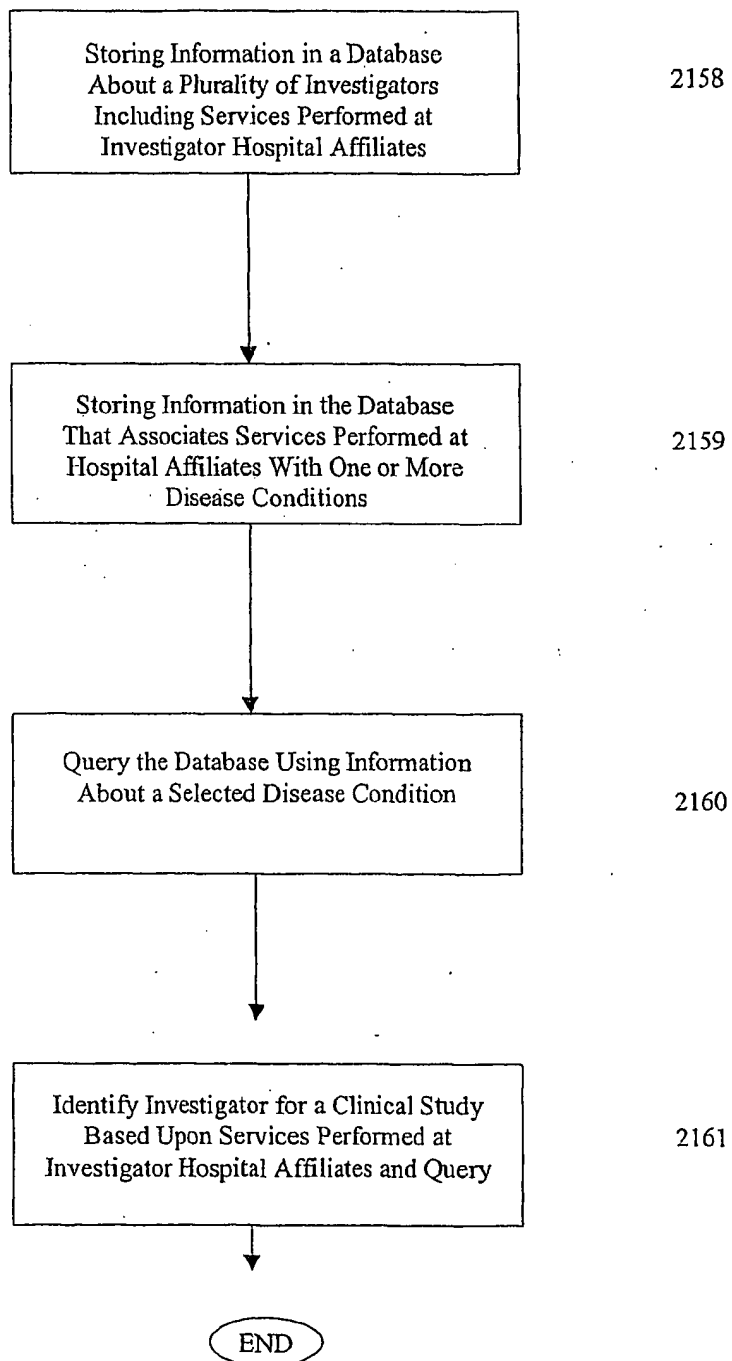 Storing Information in a Database
About a Plurality of Investigators
Including Services Performed at
Investigator Hospital Affiliates
2158
Storing Information in the Database
That Associates Services Performed at
Hospital Affiliates With One or More
Disease Conditions
2159
Query the Database Using Information
About a Selected Disease Condition
2160
Identify Investigator for a Clinical Study
Based Upon Services Performed at
Investigator Hospital Affiliates and Query
2161
END